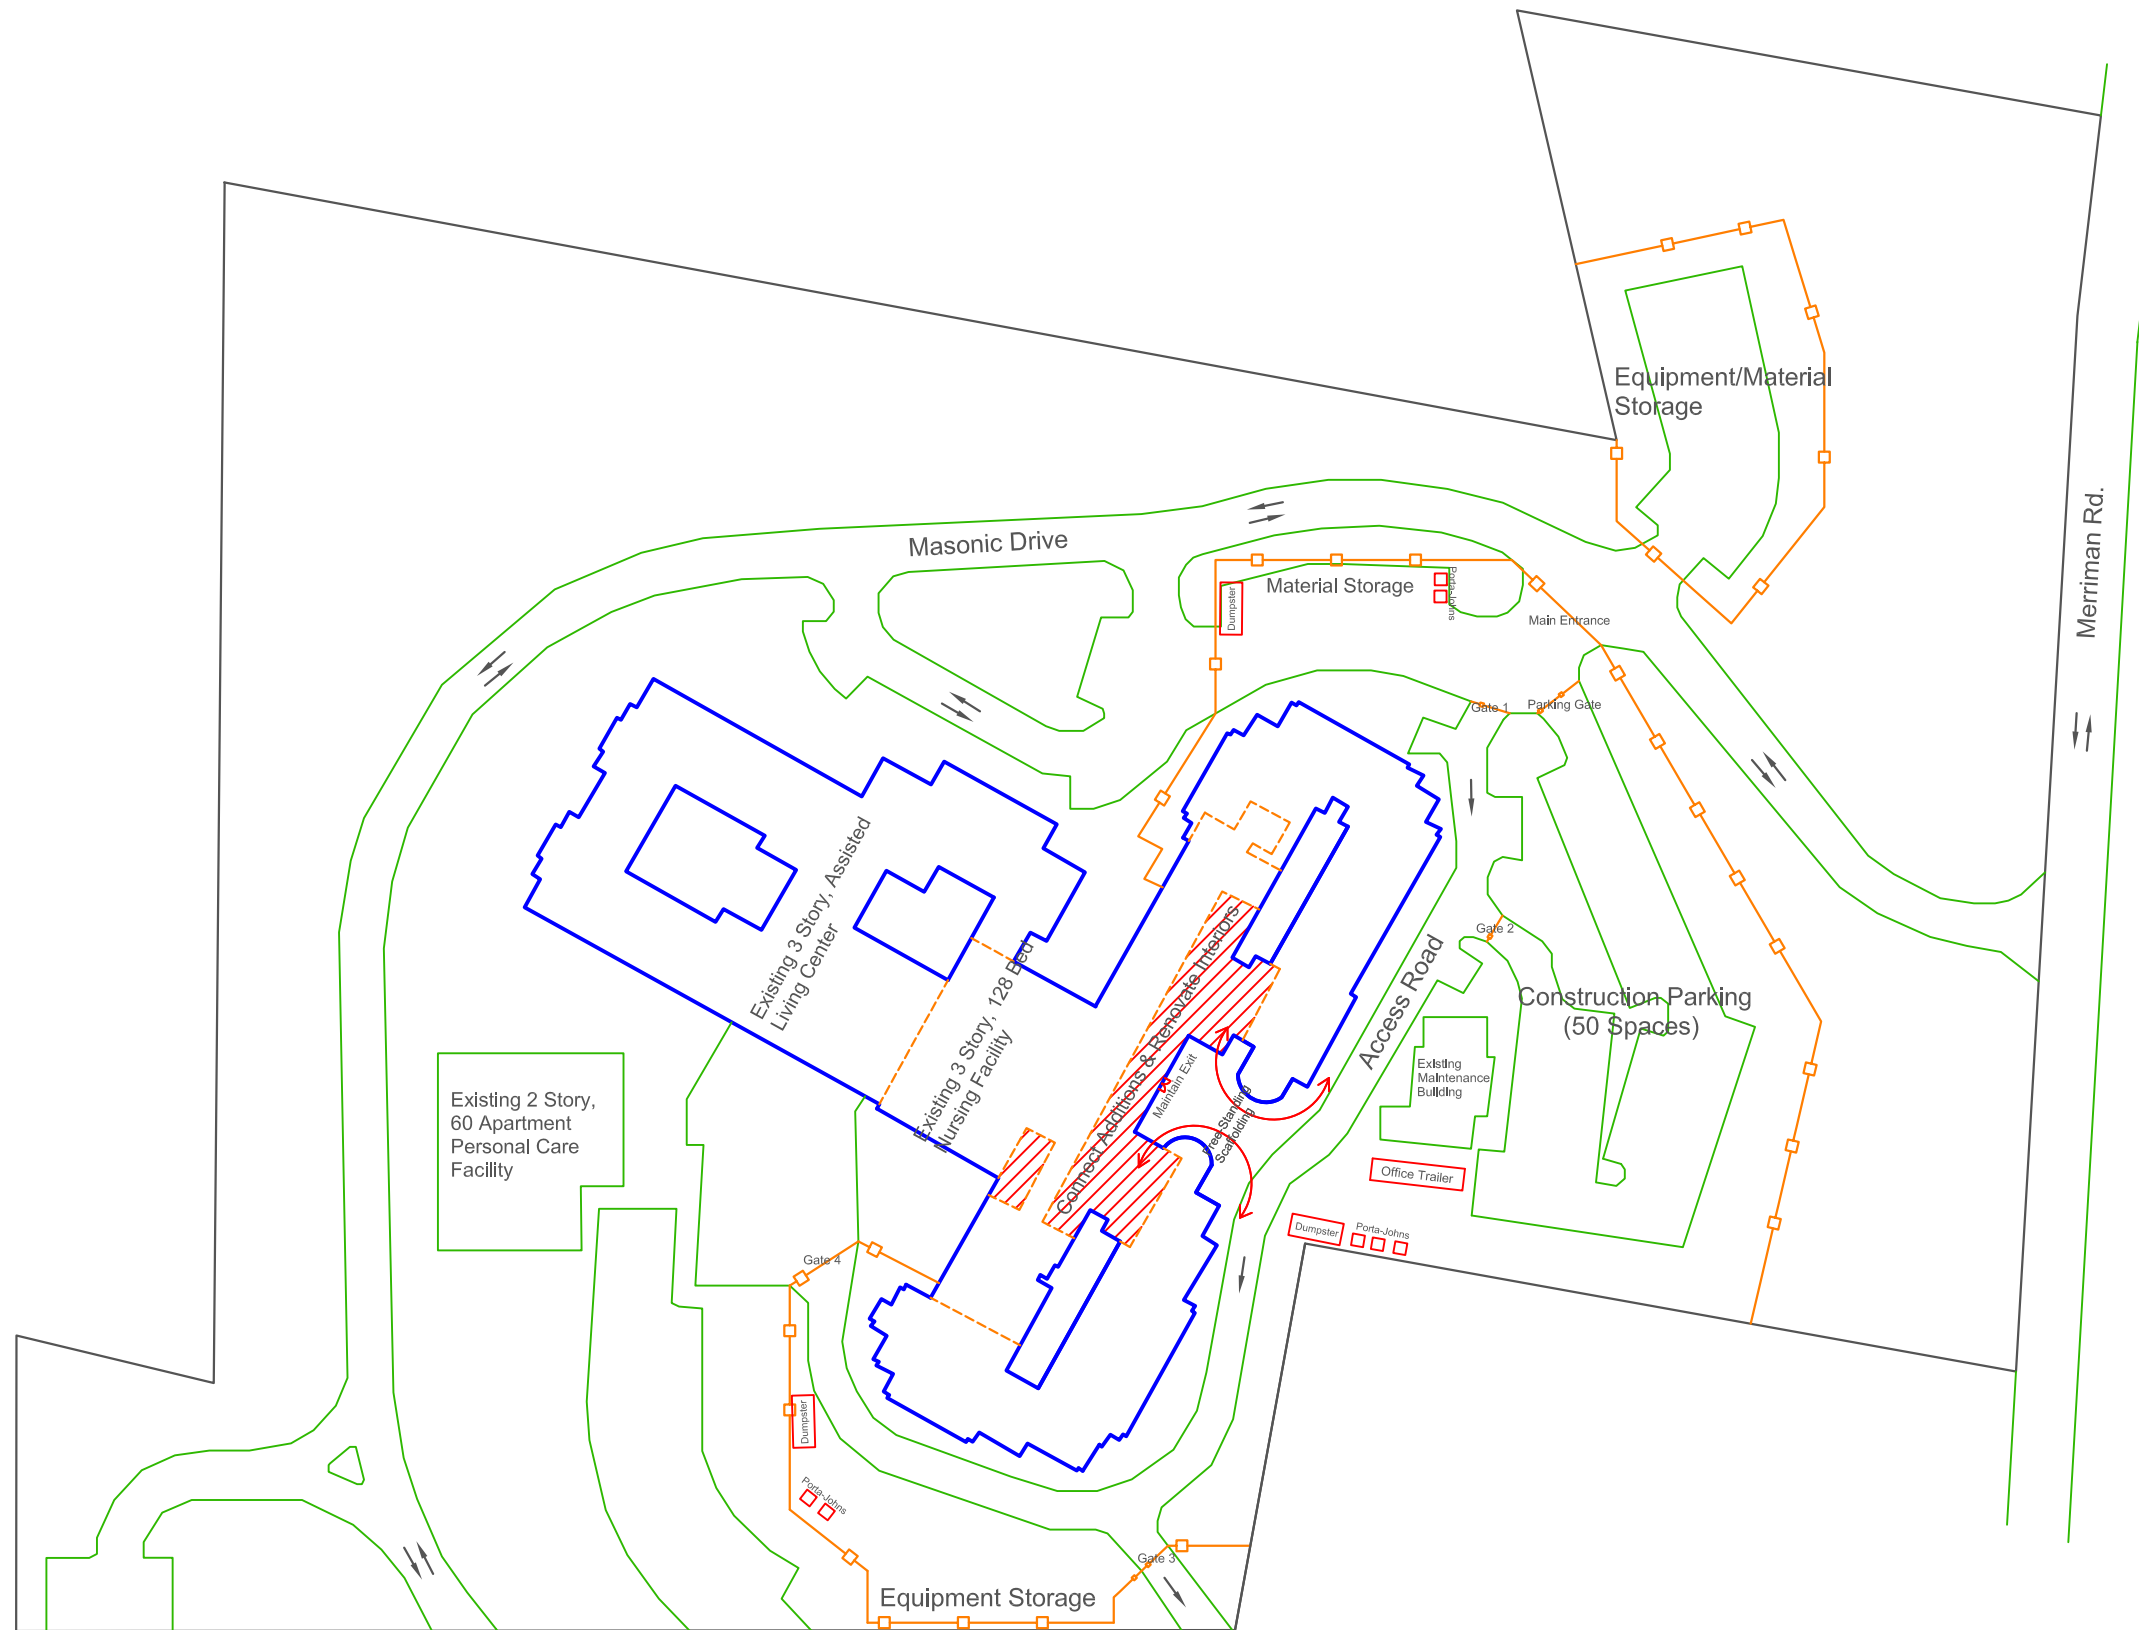 Equipment/Material
Storage
Merriman Rd.
Masonic Drive
Material Storage
Dumpster
Porta-Johns
Main Entrance
Gate 1
Parking Gate
Existing 3 Story, Assisted
Living Center
Existing 3 Story, 128 Bed
Nursing Facility
Connect Additions & Renovate Interiors
Maintain Exit
Free-Standing
Scaffolding
Access Road
Gate 2
Construction Parking
(50 Spaces)
Existing
Maintenance
Building
Office Trailer
Dumpster
Porta-Johns
Existing 2 Story,
60 Apartment
Personal Care
Facility
Gate 4
Dumpster
Porta-Johns
Gate 3
Equipment Storage